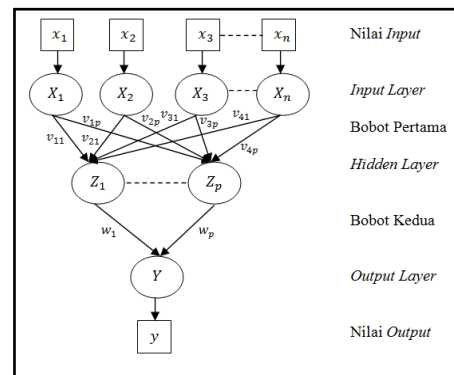 x₁ x₂ x₃ xₙ Nilai Input
X₁ X₂ X₃ Xₙ Input Layer
v₁₁ v₁ₚ v₂₁ v₂ₚ v₃₁ v₃ₚ v₄₁ v₄ₚ Bobot Pertama
Hidden Layer
Z₁ Zₚ
w₁ wₚ Bobot Kedua
Y Output Layer
y Nilai Output